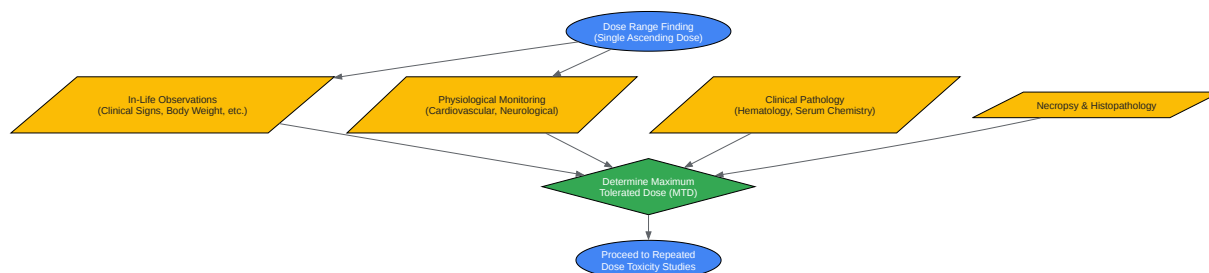 Dose Range Finding
(Single Ascending Dose)
In-Life Observations
(Clinical Signs, Body Weight, etc.)
Physiological Monitoring
(Cardiovascular, Neurological)
Clinical Pathology
(Hematology, Serum Chemistry)
Necropsy & Histopathology
Determine Maximum
Tolerated Dose (MTD)
Proceed to Repeated
Dose Toxicity Studies